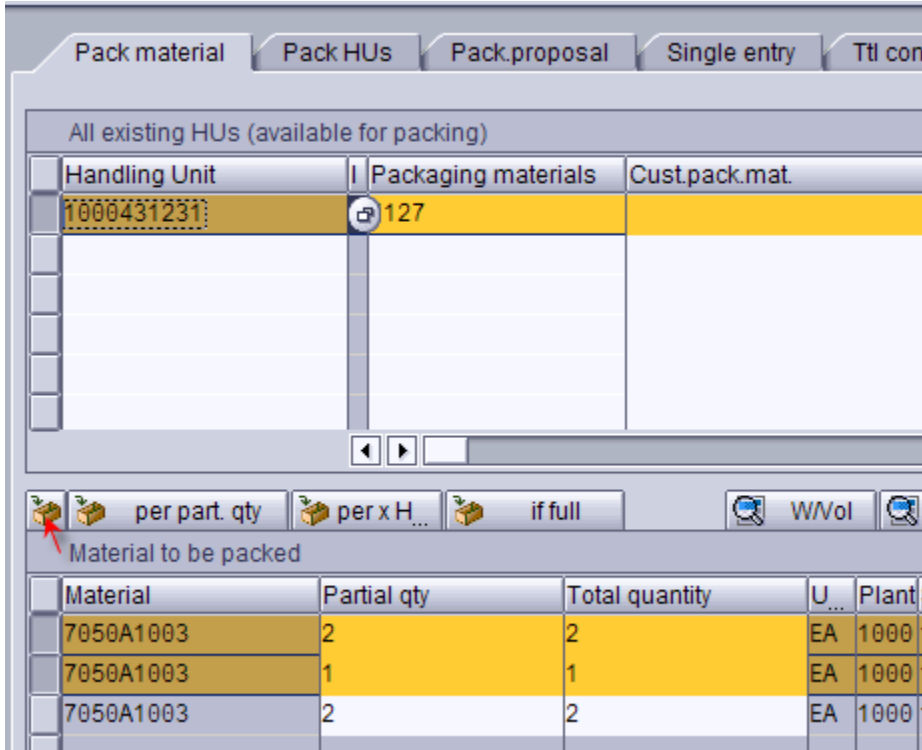 Pack material Pack HUs Pack.proposal Single entry Ttl con
All existing HUs (available for packing)
Handling Unit I Packaging materials Cust.pack.mat.
1000431231 127
per part. qty per x H... if full W/Vol
Material to be packed
Material Partial qty Total quantity U... Plant
7050A1003 2 2 EA 1000
7050A1003 1 1 EA 1000
7050A1003 2 2 EA 1000